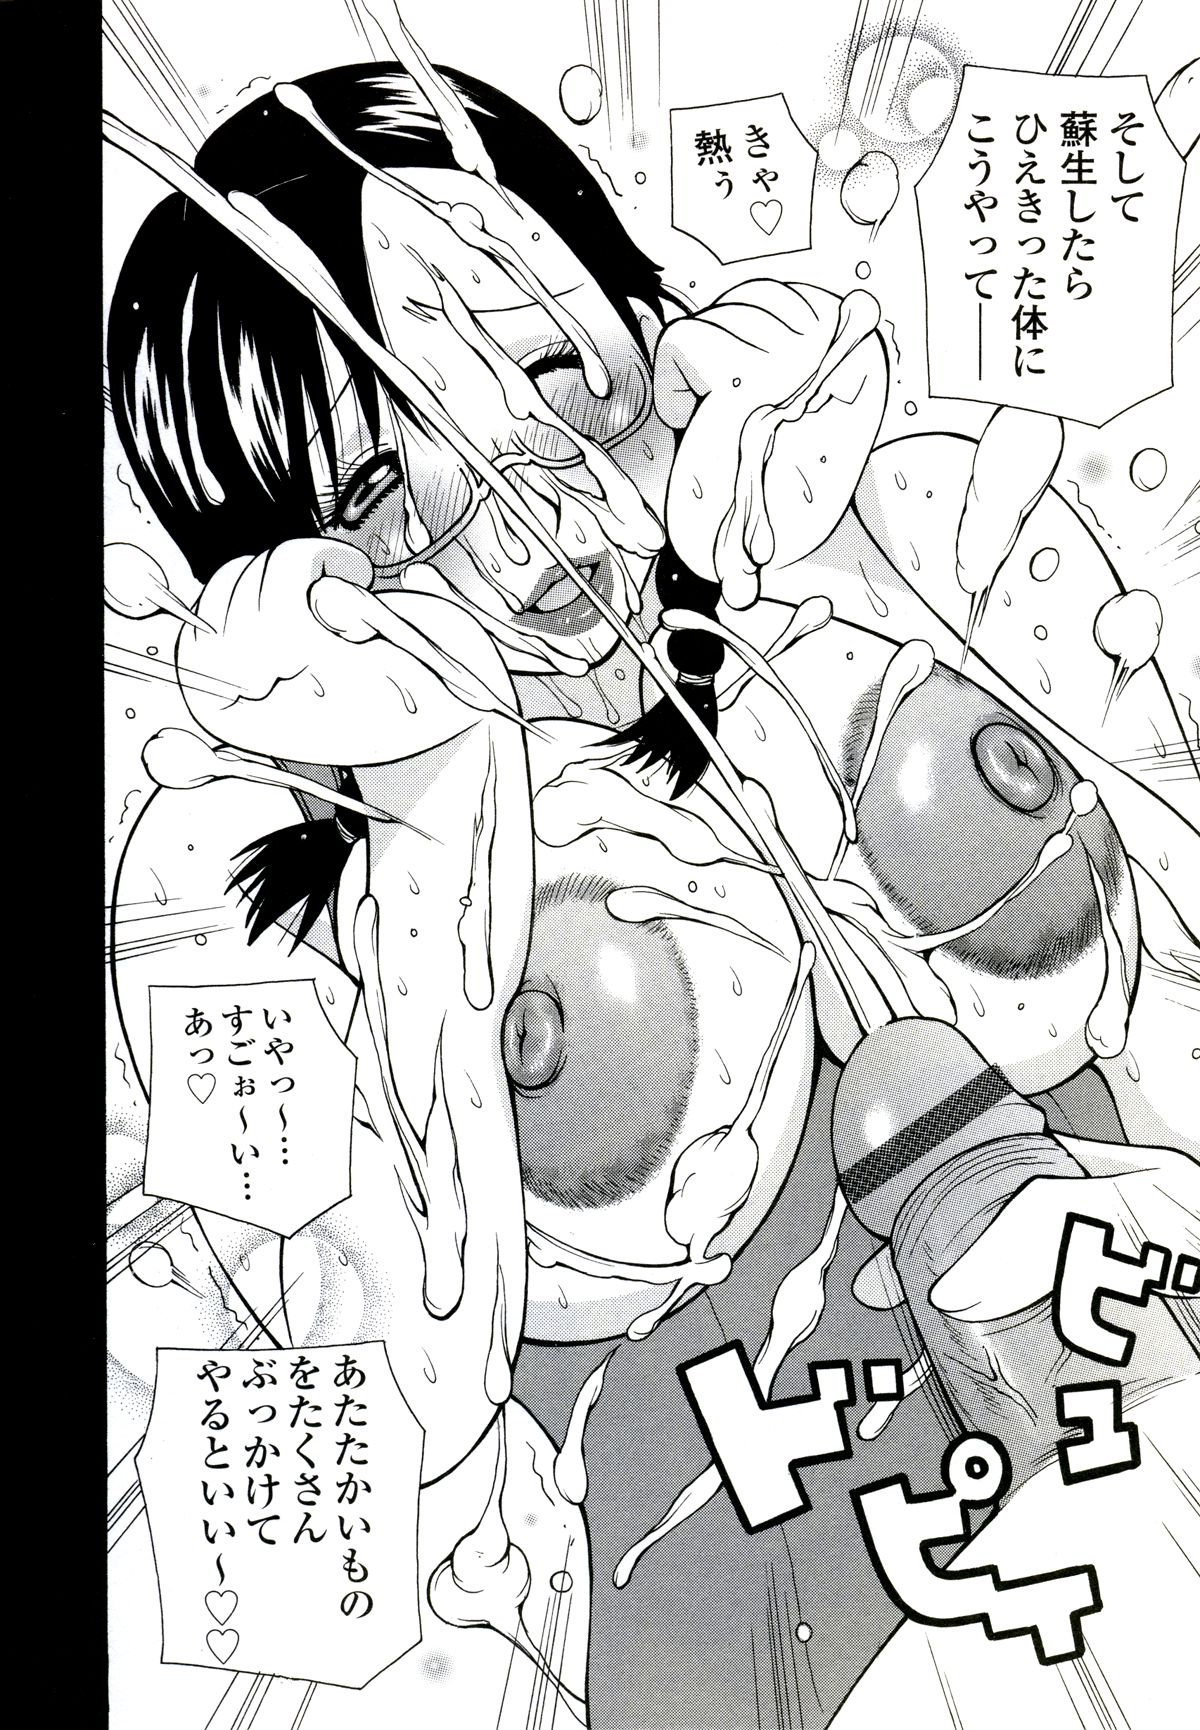 そして
蘇生したら
ひえきった体に
こうやって――
きゃ♡
熱ぅ
いやっ～…
すごぉ～い…
あっ♡
あたたかいもの
をたくさん
ぶっかけて
やるといい～♡♡
ビュ
ドピイ